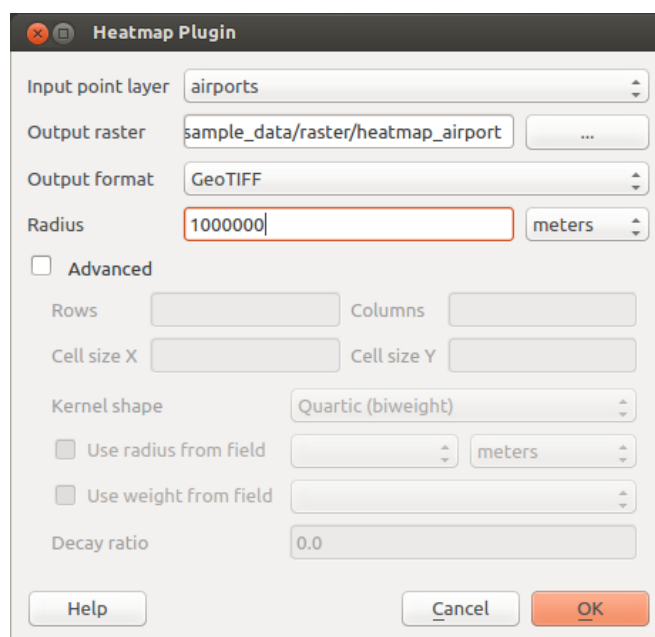 Heatmap Plugin
Input point layer airports
Output raster sample_data/raster/heatmap_airport ...
Output format GeoTIFF
Radius 1000000 meters
Advanced
Rows Columns
Cell size X Cell size Y
Kernel shape Quartic (biweight)
Use radius from field meters
Use weight from field
Decay ratio 0.0
Help Cancel OK